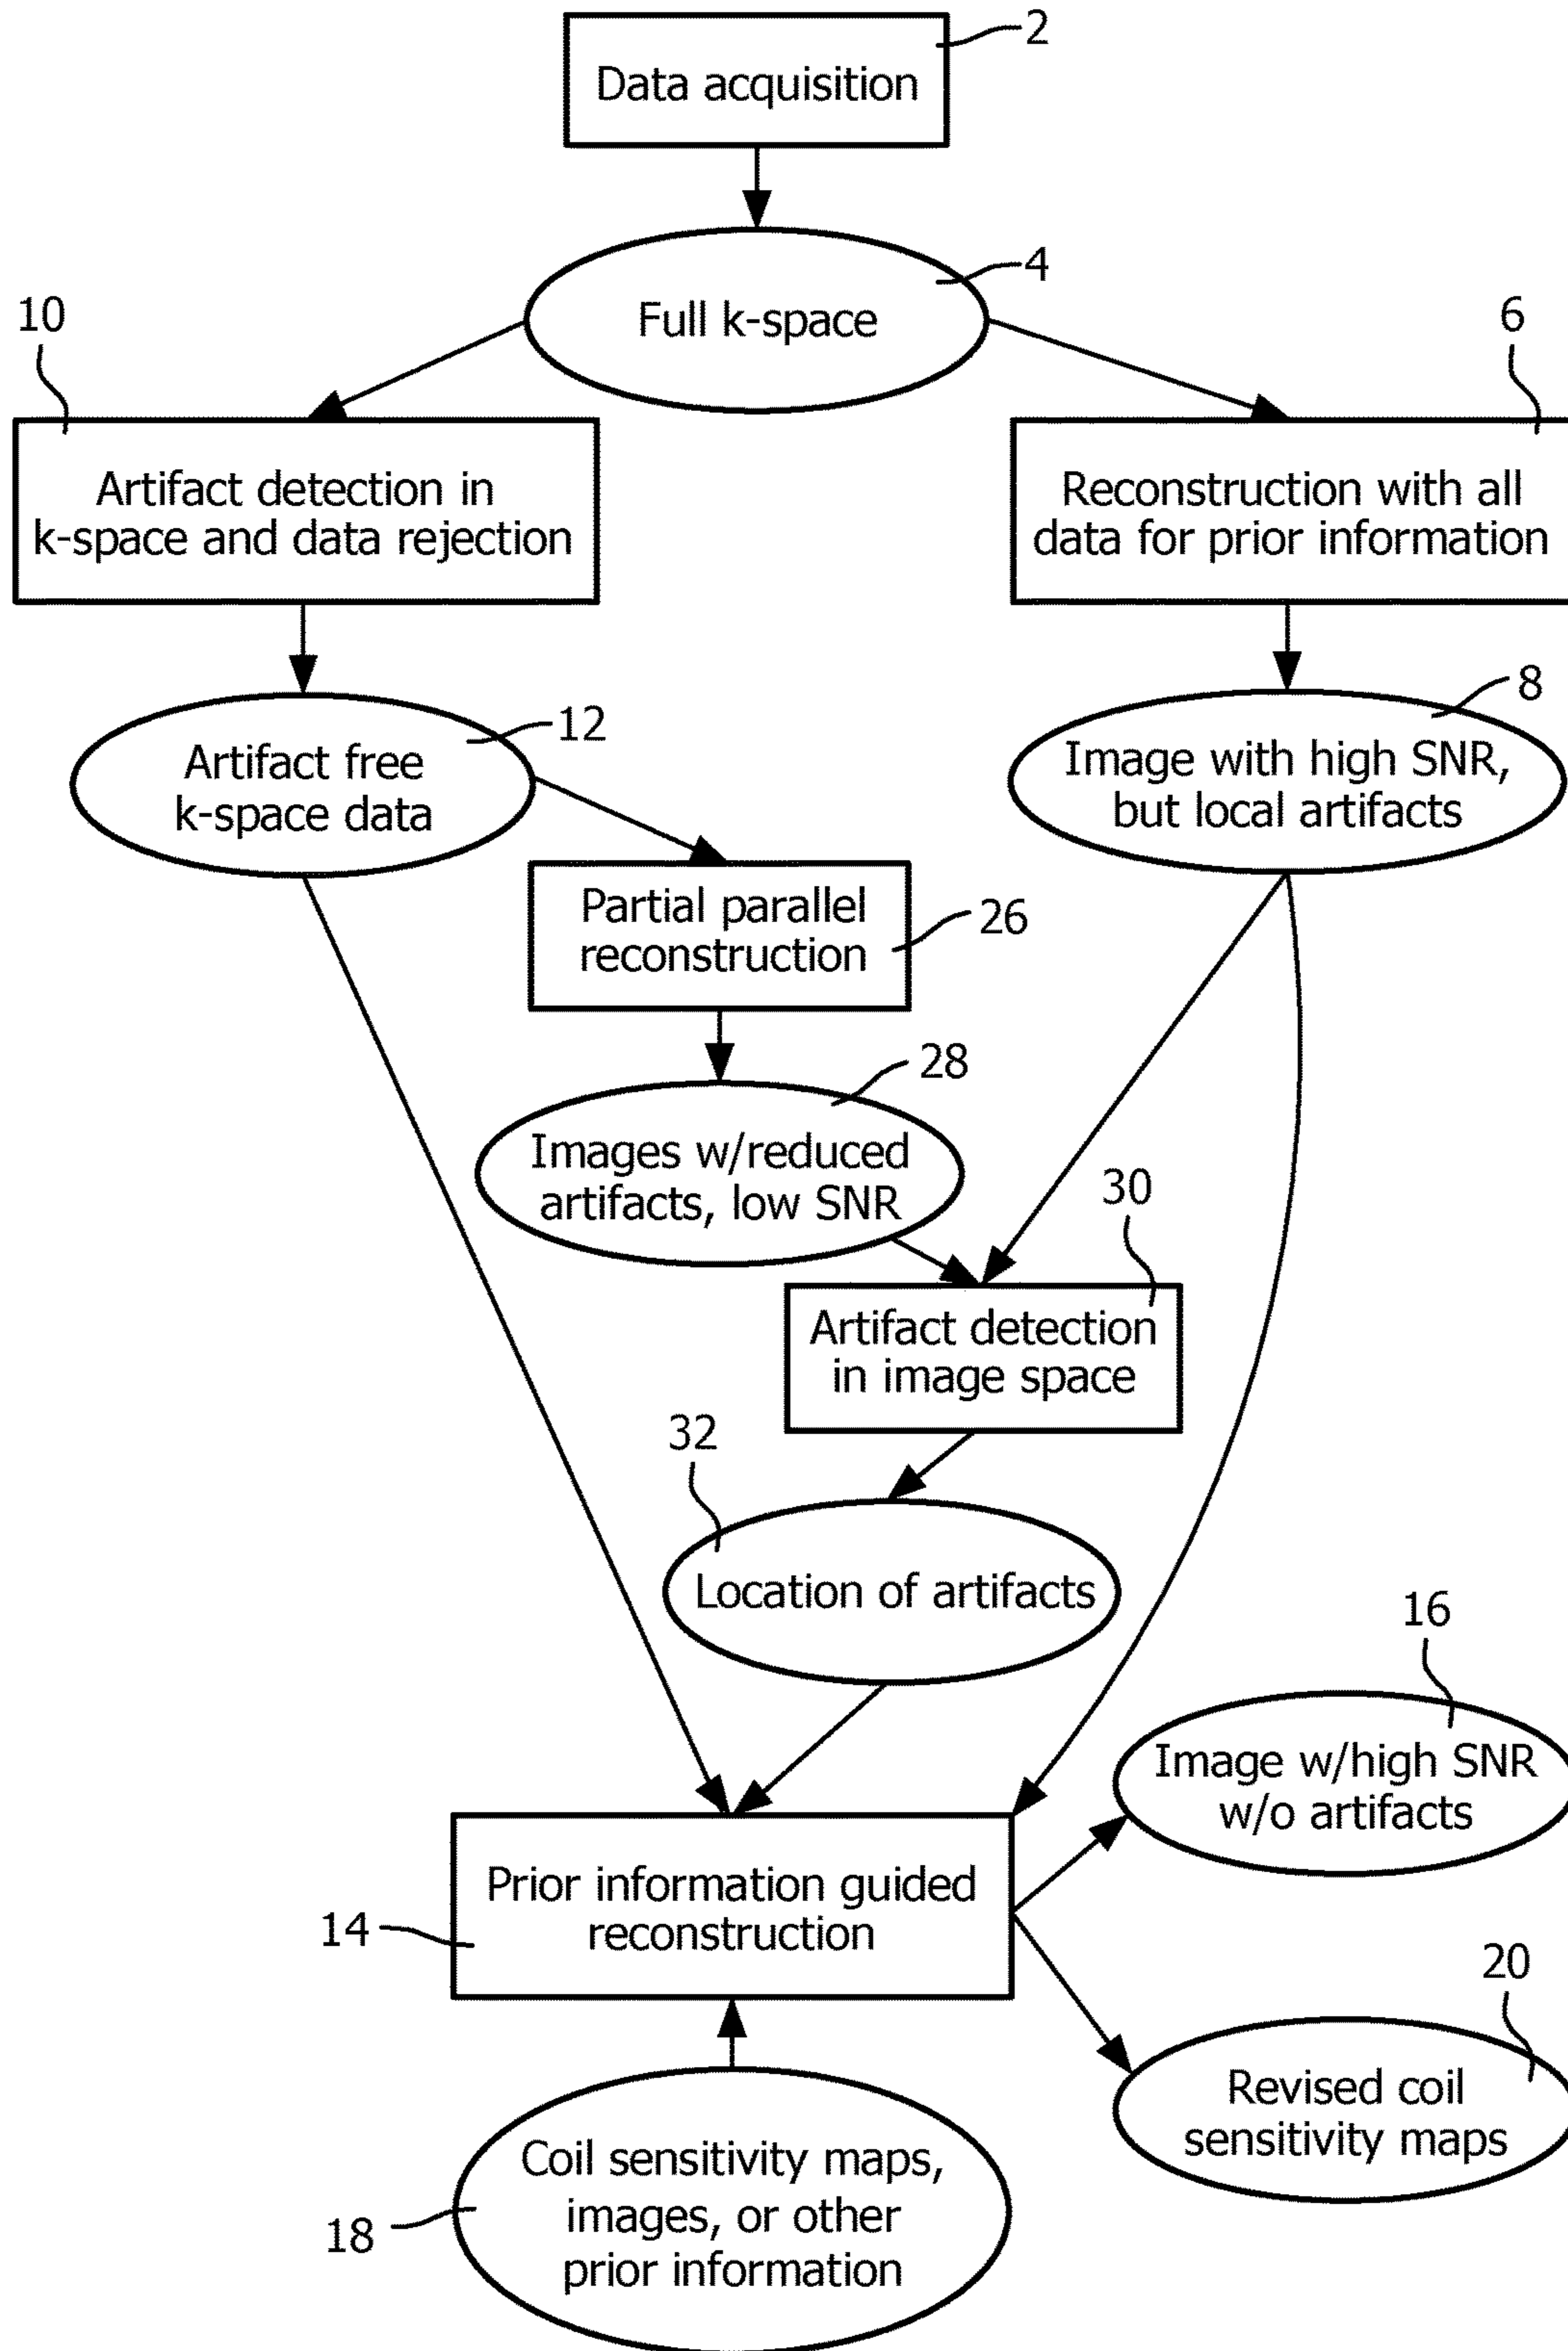 2
Data acquisition
4
Full k-space
10
6
Artifact detection in
k-space and data rejection
Reconstruction with all
data for prior information
12
8
Artifact free
k-space data
Image with high SNR,
but local artifacts
Partial parallel
reconstruction
26
28
Images w/reduced
artifacts, low SNR
30
Artifact detection
in image space
32
Location of artifacts
16
Image w/high SNR
w/o artifacts
Prior information guided
reconstruction
14
20
Revised coil
sensitivity maps
Coil sensitivity maps,
images, or other
prior information
18